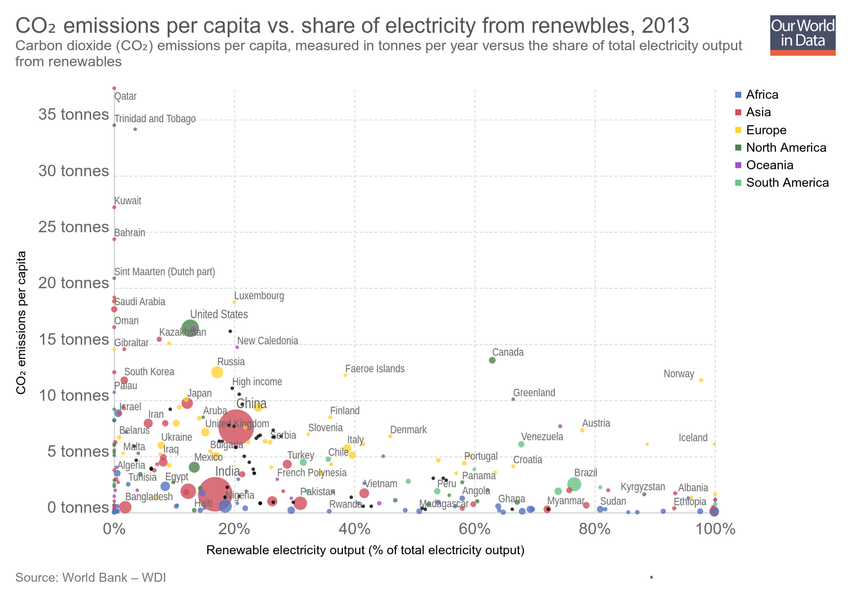 CO₂ emissions per capita vs. share of electricity from renewbles, 2013
Carbon dioxide (CO₂) emissions per capita, measured in tonnes per year versus the share of total electricity output
from renewables
Our World
in Data
Africa
Asia
Europe
North America
Oceania
South America
CO₂ emissions per capita
35 tonnes
30 tonnes
25 tonnes
20 tonnes
15 tonnes
10 tonnes
5 tonnes
0 tonnes
Qatar
Trinidad and Tobago
Kuwait
Bahrain
Sint Maarten (Dutch part)
Luxembourg
Saudi Arabia
United States
Oman
Kazakhstan
Gibraltar
New Caledonia
Canada
Russia
Faeroe Islands
South Korea
Norway
High income
Palau
Japan
Greenland
China
Israel
Iran
Aruba
Finland
United Kingdom
Slovenia
Denmark
Austria
Belarus
Ukraine
Serbia
Italy
Venezuela
Iceland
Malta
Iraq
Bulgaria
Chile
Turkey
Portugal
Croatia
Mexico
Algeria
India
French Polynesia
Panama
Brazil
Tunisia
Egypt
Vietnam
Peru
Angola
Kyrgyzstan
Albania
Bangladesh
Haiti
Nigeria
Pakistan
Rwanda
Madagascar
Ghana
Myanmar
Sudan
Ethiopia
0%
20%
40%
60%
80%
100%
Renewable electricity output (% of total electricity output)
Source: World Bank – WDI